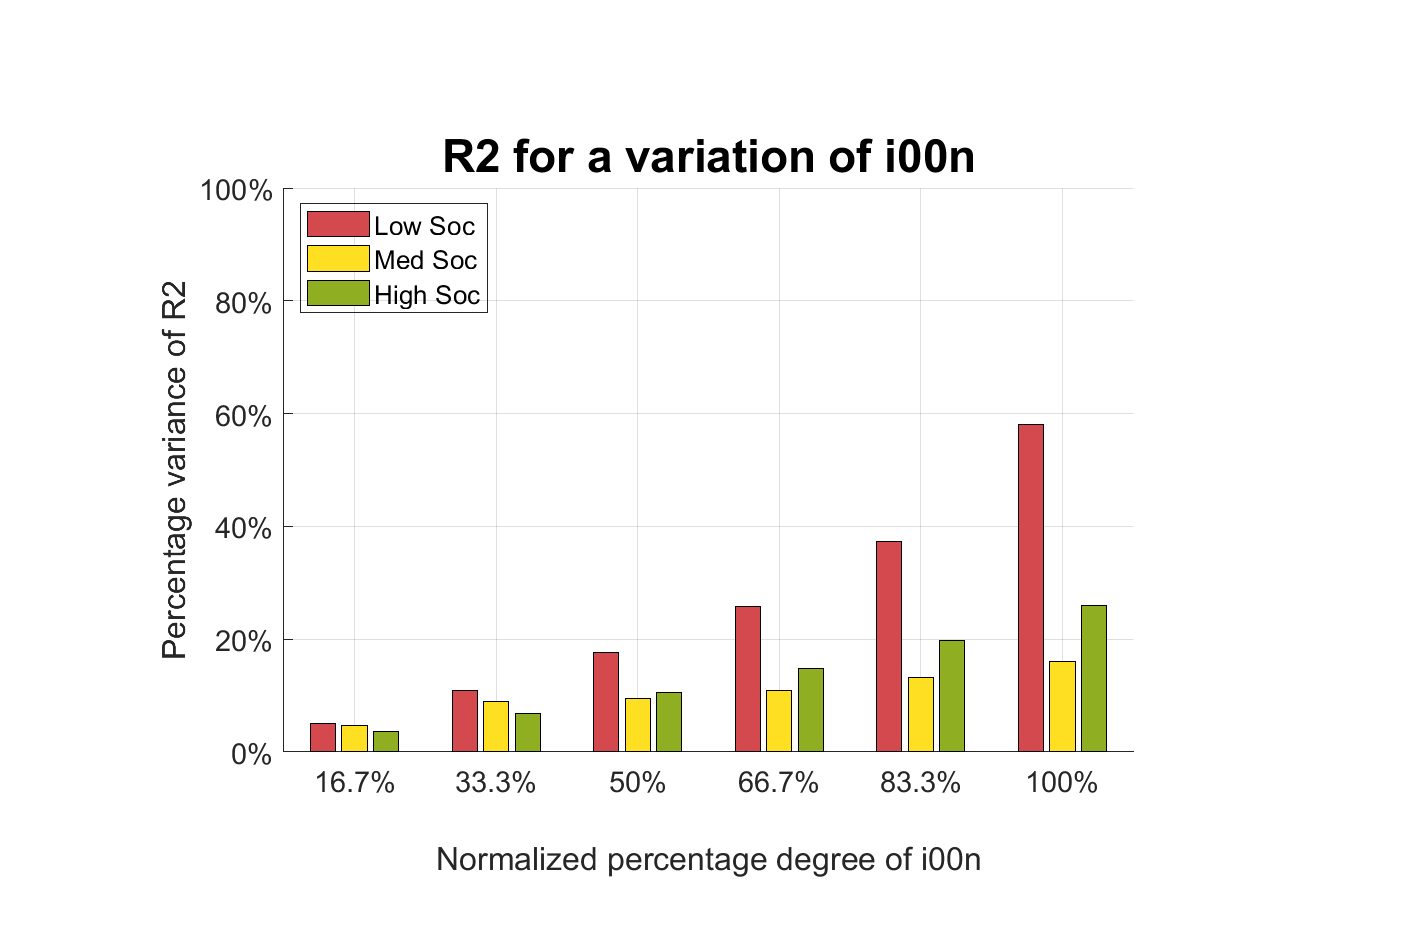 R2 for a variation of i00n
100%
80%
60%
40%
20%
0%
Percentage variance of R2
Low Soc
Med Soc
High Soc
16.7% 33.3% 50% 66.7% 83.3% 100%
Normalized percentage degree of i00n